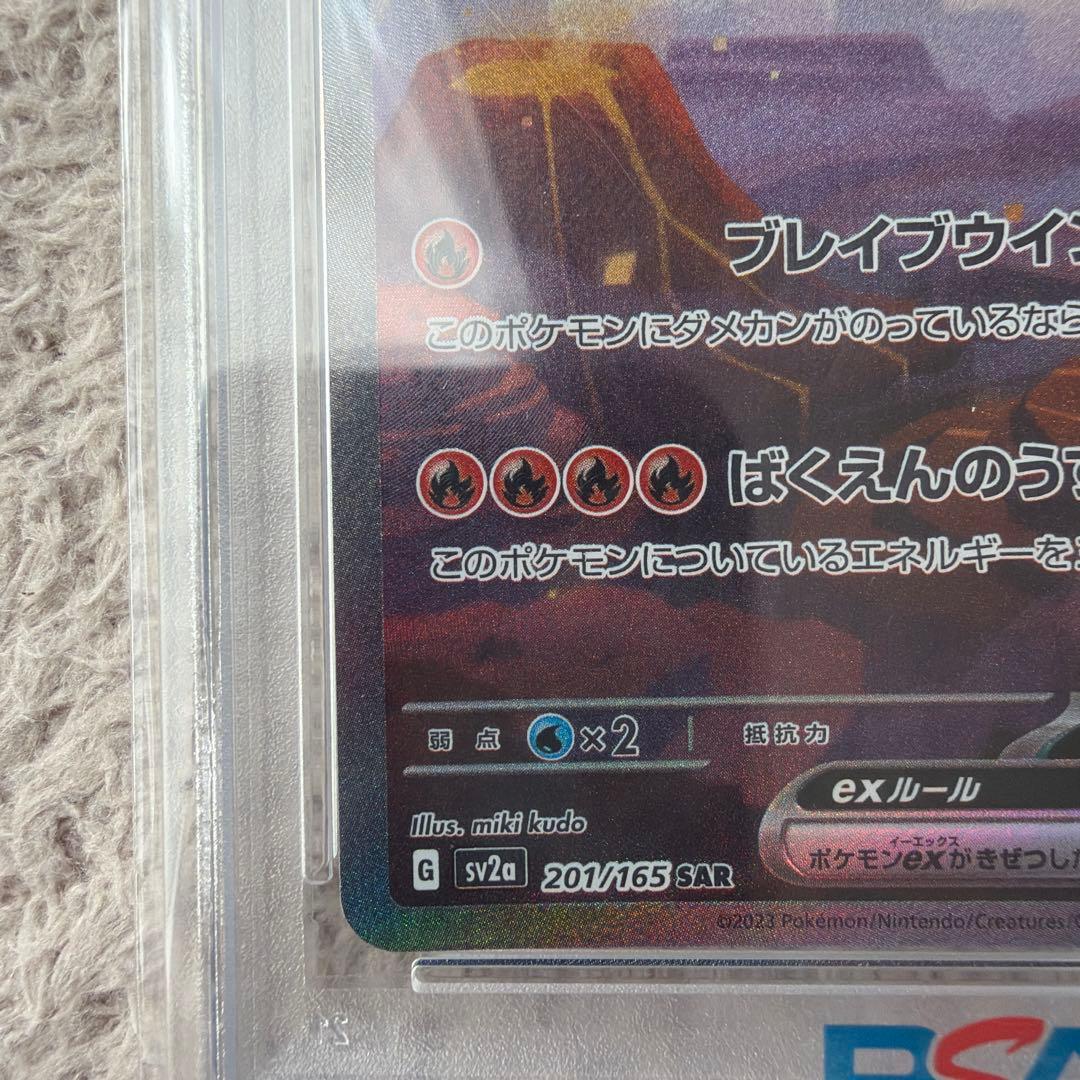 ブレイブウイン
このポケモンにダメカンがのっているなら
ばくえんのうず
このポケモンについているエネルギーを
弱点 ×2 抵抗力
exルール
イーエックス
ポケモンexがきぜつした
Illus. miki kudo
G sv2a 201/165 SAR
©2023 Pokémon/Nintendo/Creatures/
PSA